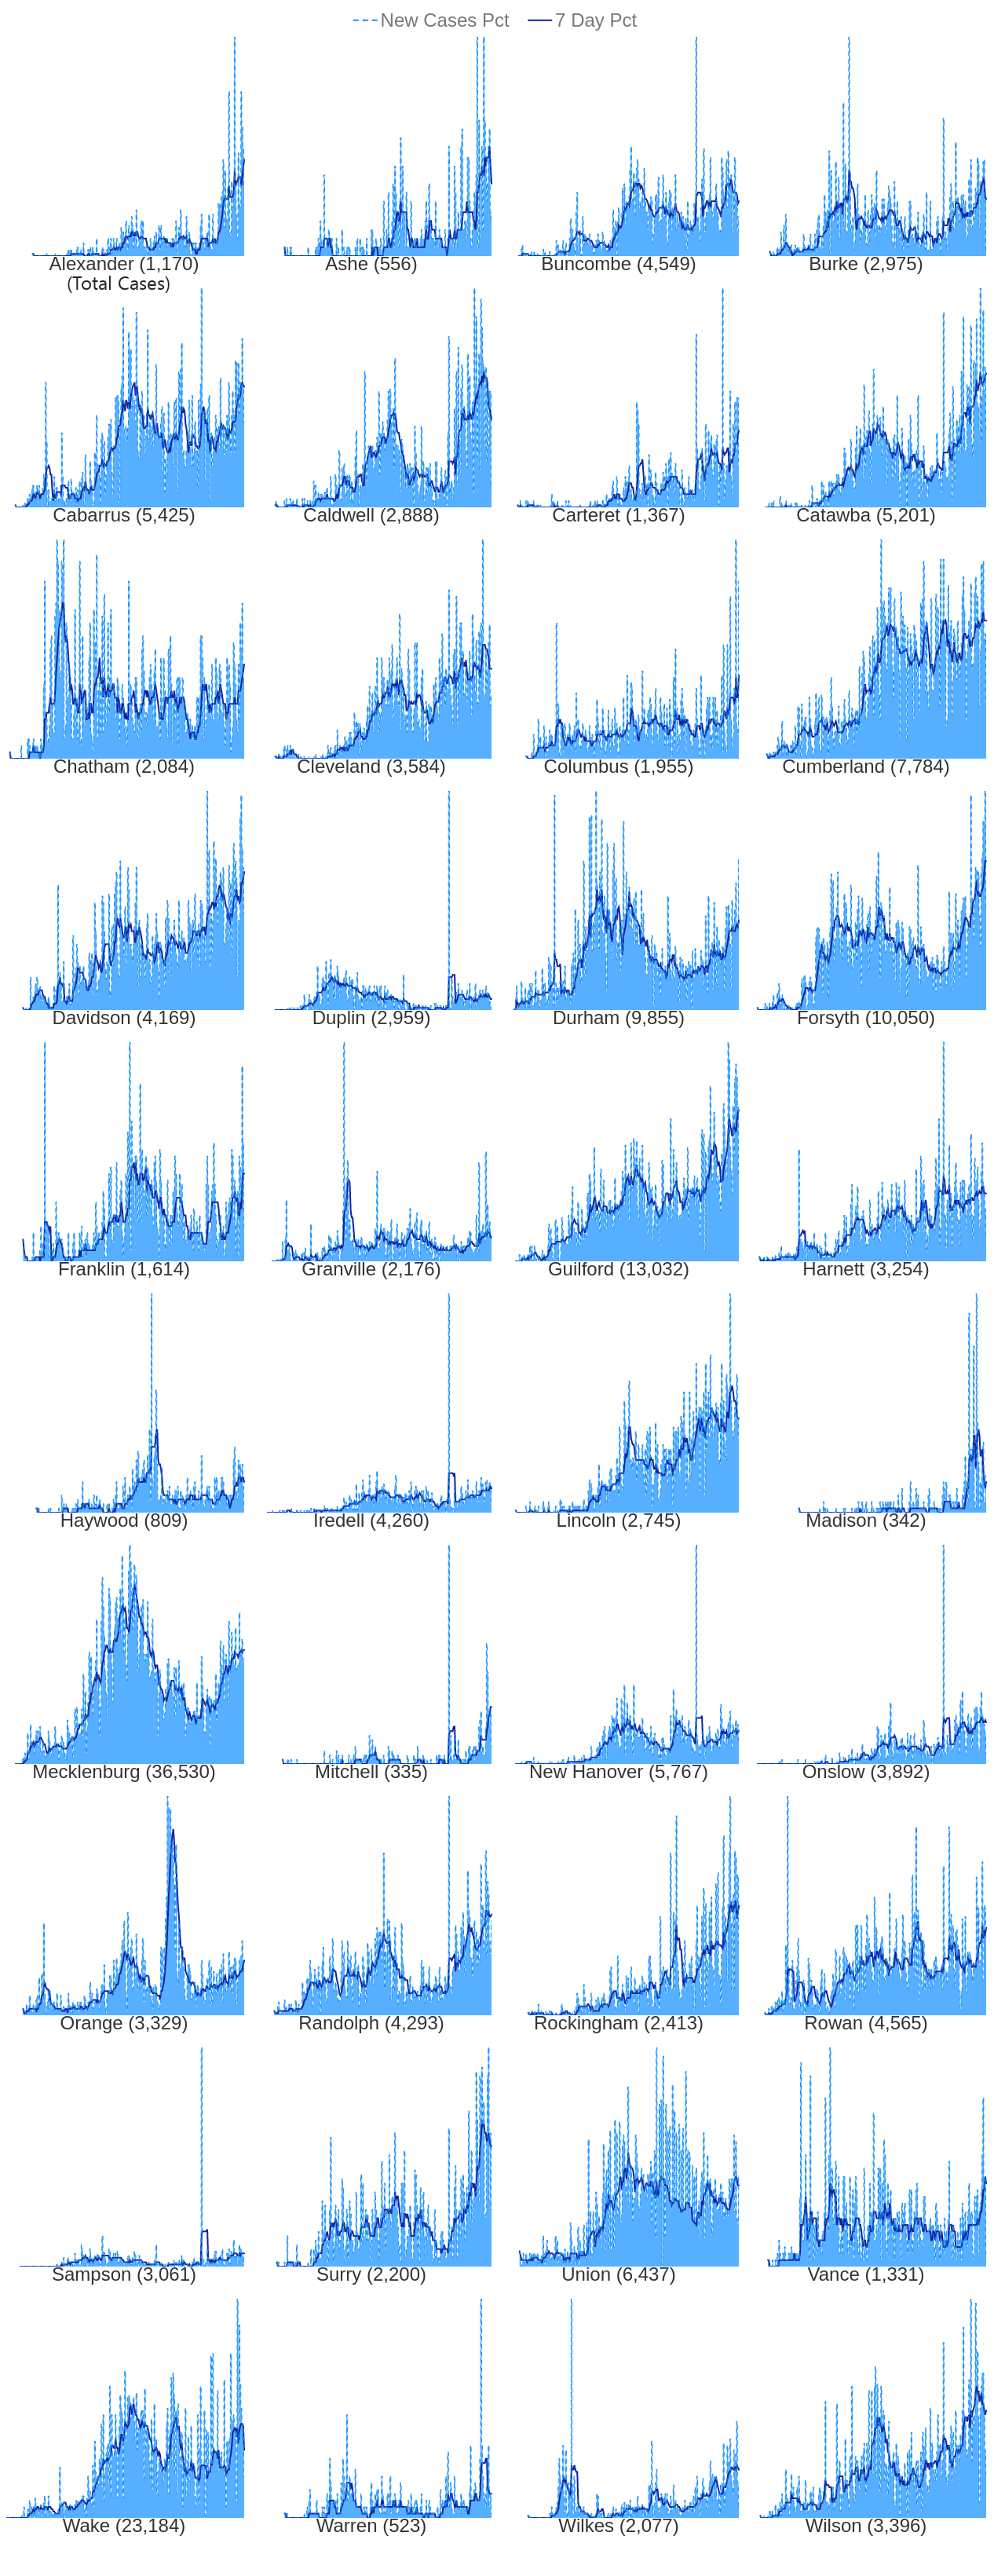 New Cases Pct 7 Day Pct
Alexander (1,170) Ashe (556) Buncombe (4,549) Burke (2,975)
(Total Cases)
Cabarrus (5,425) Caldwell (2,888) Carteret (1,367) Catawba (5,201)
Chatham (2,084) Cleveland (3,584) Columbus (1,955) Cumberland (7,784)
Davidson (4,169) Duplin (2,959) Durham (9,855) Forsyth (10,050)
Franklin (1,614) Granville (2,176) Guilford (13,032) Harnett (3,254)
Haywood (809) Iredell (4,260) Lincoln (2,745) Madison (342)
Mecklenburg (36,530) Mitchell (335) New Hanover (5,767) Onslow (3,892)
Orange (3,329) Randolph (4,293) Rockingham (2,413) Rowan (4,565)
Sampson (3,061) Surry (2,200) Union (6,437) Vance (1,331)
Wake (23,184) Warren (523) Wilkes (2,077) Wilson (3,396)